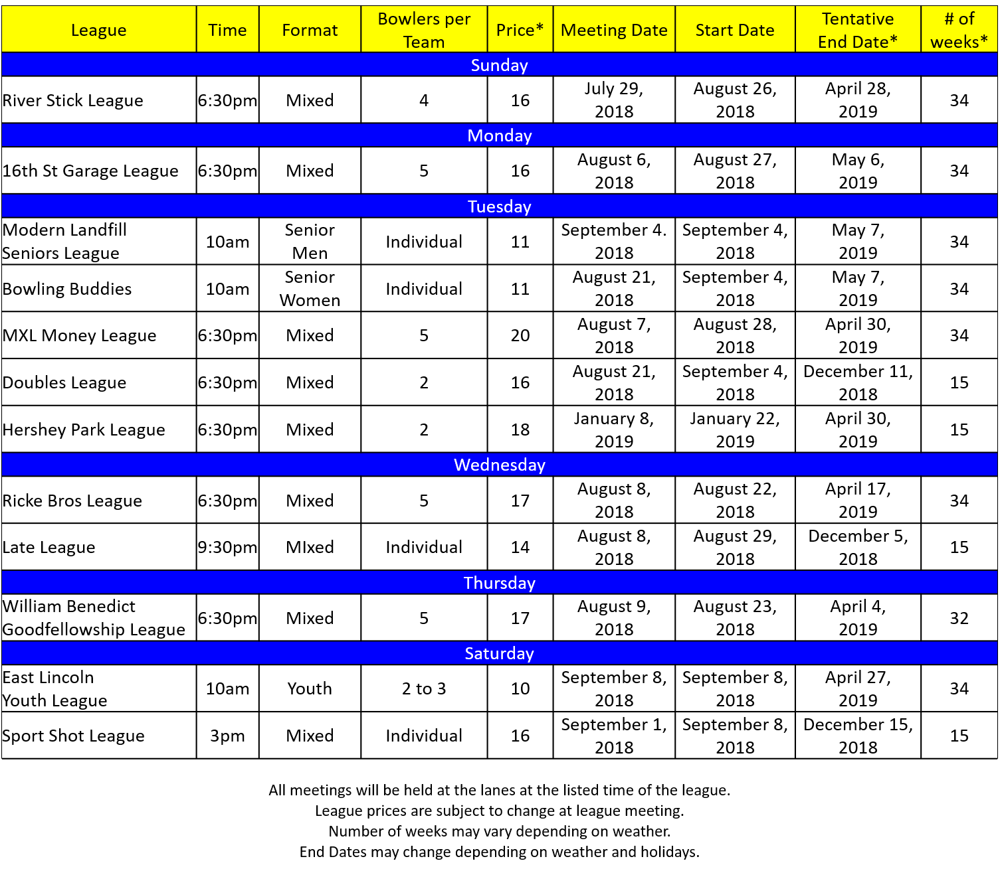 League Time Format Bowlers per Team Price* Meeting Date Start Date Tentative End Date* # of weeks*
Sunday
River Stick League 6:30pm Mixed 4 16 July 29, 2018 August 26, 2018 April 28, 2019 34
Monday
16th St Garage League 6:30pm Mixed 5 16 August 6, 2018 August 27, 2018 May 6, 2019 34
Tuesday
Modern Landfill Seniors League 10am Senior Men Individual 11 September 4. 2018 September 4, 2018 May 7, 2019 34
Bowling Buddies 10am Senior Women Individual 11 August 21, 2018 September 4, 2018 May 7, 2019 34
MXL Money League 6:30pm Mixed 5 20 August 7, 2018 August 28, 2018 April 30, 2019 34
Doubles League 6:30pm Mixed 2 16 August 21, 2018 September 4, 2018 December 11, 2018 15
Hershey Park League 6:30pm Mixed 2 18 January 8, 2019 January 22, 2019 April 30, 2019 15
Wednesday
Ricke Bros League 6:30pm Mixed 5 17 August 8, 2018 August 22, 2018 April 17, 2019 34
Late League 9:30pm MIxed Individual 14 August 8, 2018 August 29, 2018 December 5, 2018 15
Thursday
William Benedict Goodfellowship League 6:30pm Mixed 5 17 August 9, 2018 August 23, 2018 April 4, 2019 32
Saturday
East Lincoln Youth League 10am Youth 2 to 3 10 September 8, 2018 September 8, 2018 April 27, 2019 34
Sport Shot League 3pm Mixed Individual 16 September 1, 2018 September 8, 2018 December 15, 2018 15
All meetings will be held at the lanes at the listed time of the league.
League prices are subject to change at league meeting.
Number of weeks may vary depending on weather.
End Dates may change depending on weather and holidays.